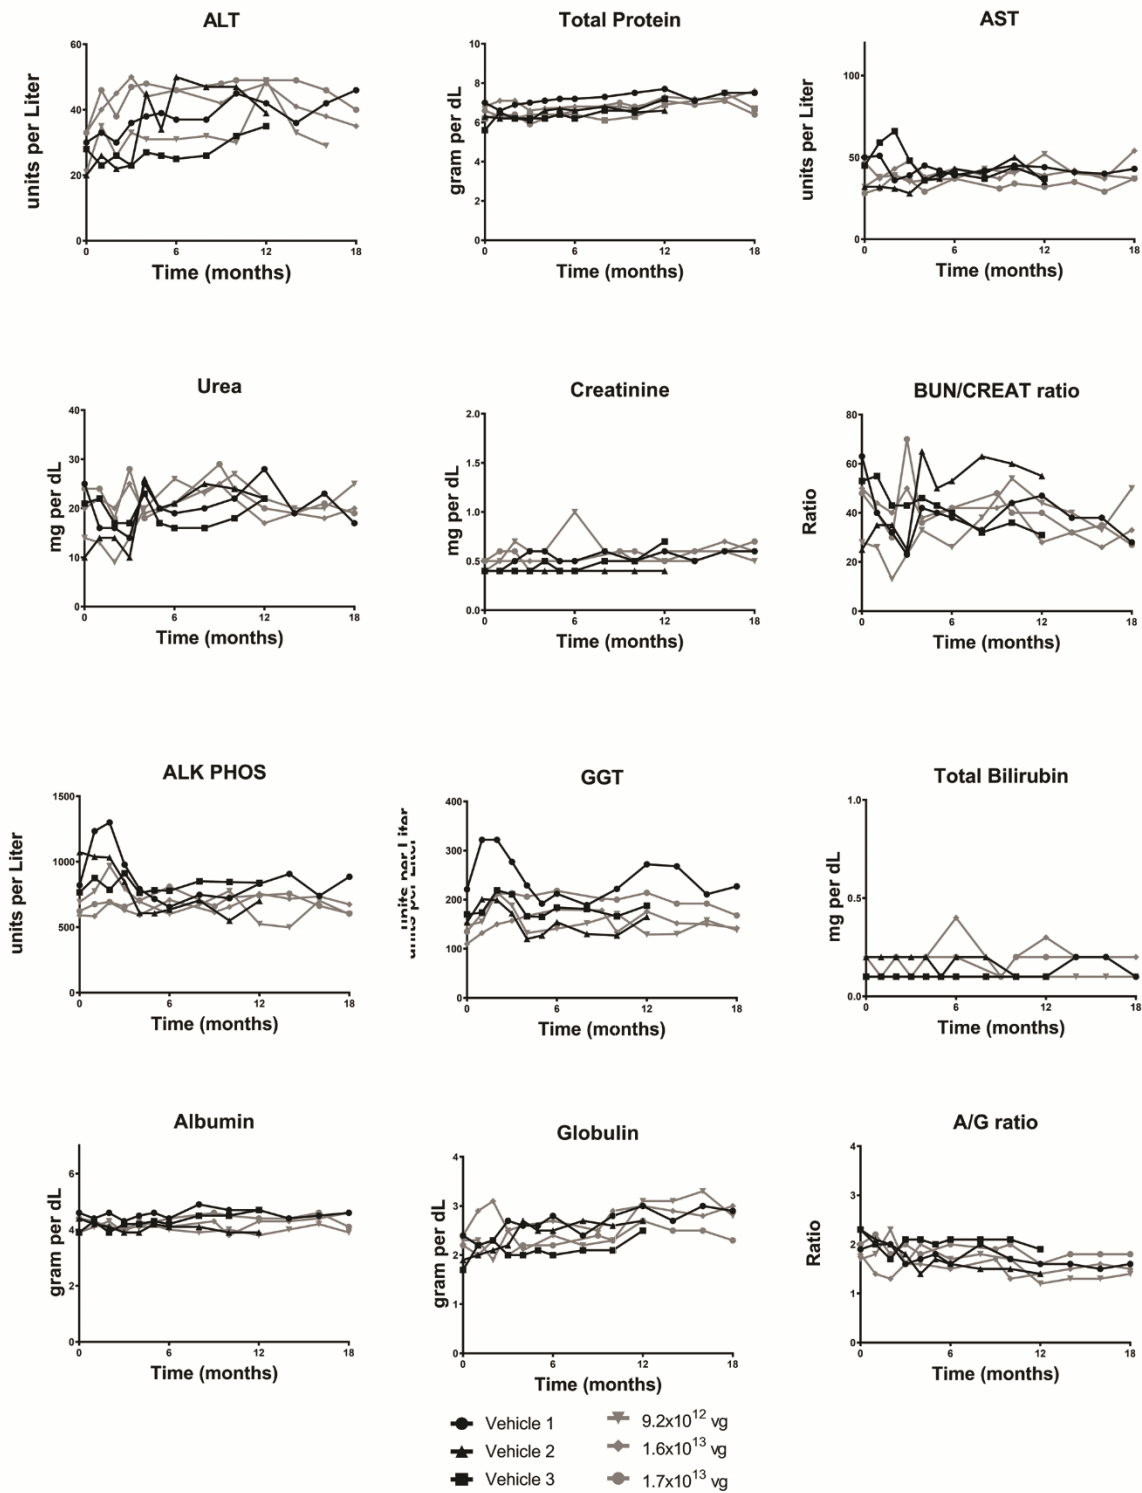 ALT
Total Protein
AST
60
40
20
0
units per Liter
0
6
12
18
Time (months)
10
8
6
4
2
0
gram per dL
0
6
12
18
Time (months)
100
50
0
units per Liter
0
6
12
18
Time (months)
Urea
Creatinine
BUN/CREAT ratio
40
30
20
10
0
mg per dL
0
6
12
18
Time (months)
2.0
1.5
1.0
0.5
0.0
mg per dL
0
6
12
18
Time (months)
80
60
40
20
0
Ratio
0
6
12
18
Time (months)
ALK PHOS
GGT
Total Bilirubin
1500
1000
500
0
units per Liter
0
6
12
18
Time (months)
400
300
200
100
0
units per Liter
0
6
12
18
Time (months)
1.0
0.5
0.0
mg per dL
0
6
12
18
Time (months)
Albumin
Globulin
A/G ratio
6
4
2
0
gram per dL
0
6
12
18
Time (months)
4
3
2
1
0
gram per dL
0
6
12
18
Time (months)
4
3
2
1
0
Ratio
0
6
12
18
Time (months)
Vehicle 1
9.2x10¹² vg
Vehicle 2
1.6x10¹³ vg
Vehicle 3
1.7x10¹³ vg